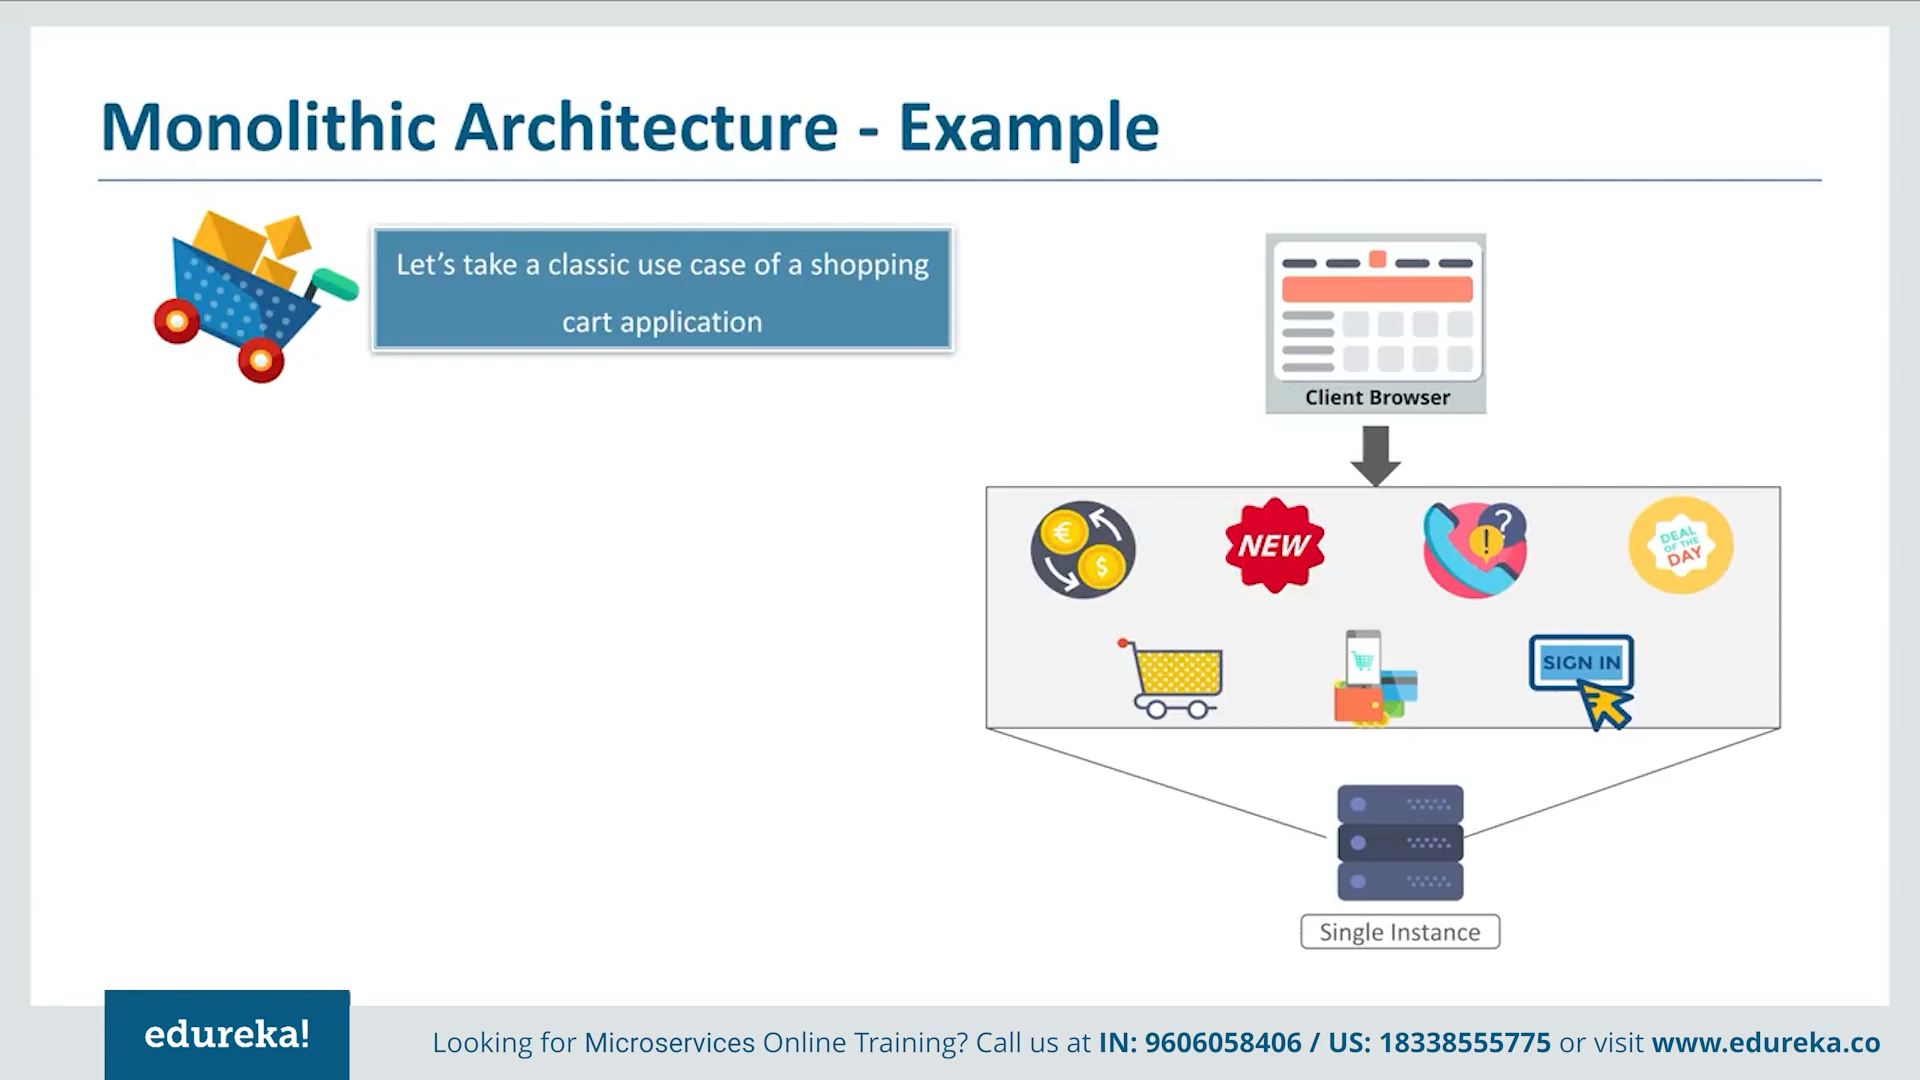 Monolithic Architecture - Example
Let’s take a classic use case of a shopping
cart application
Client Browser
€
$
NEW
?
!
DEAL
OF THE
DAY
SIGN IN
Single Instance
edureka!
Looking for Microservices Online Training? Call us at IN: 9606058406 / US: 18338555775 or visit www.edureka.co